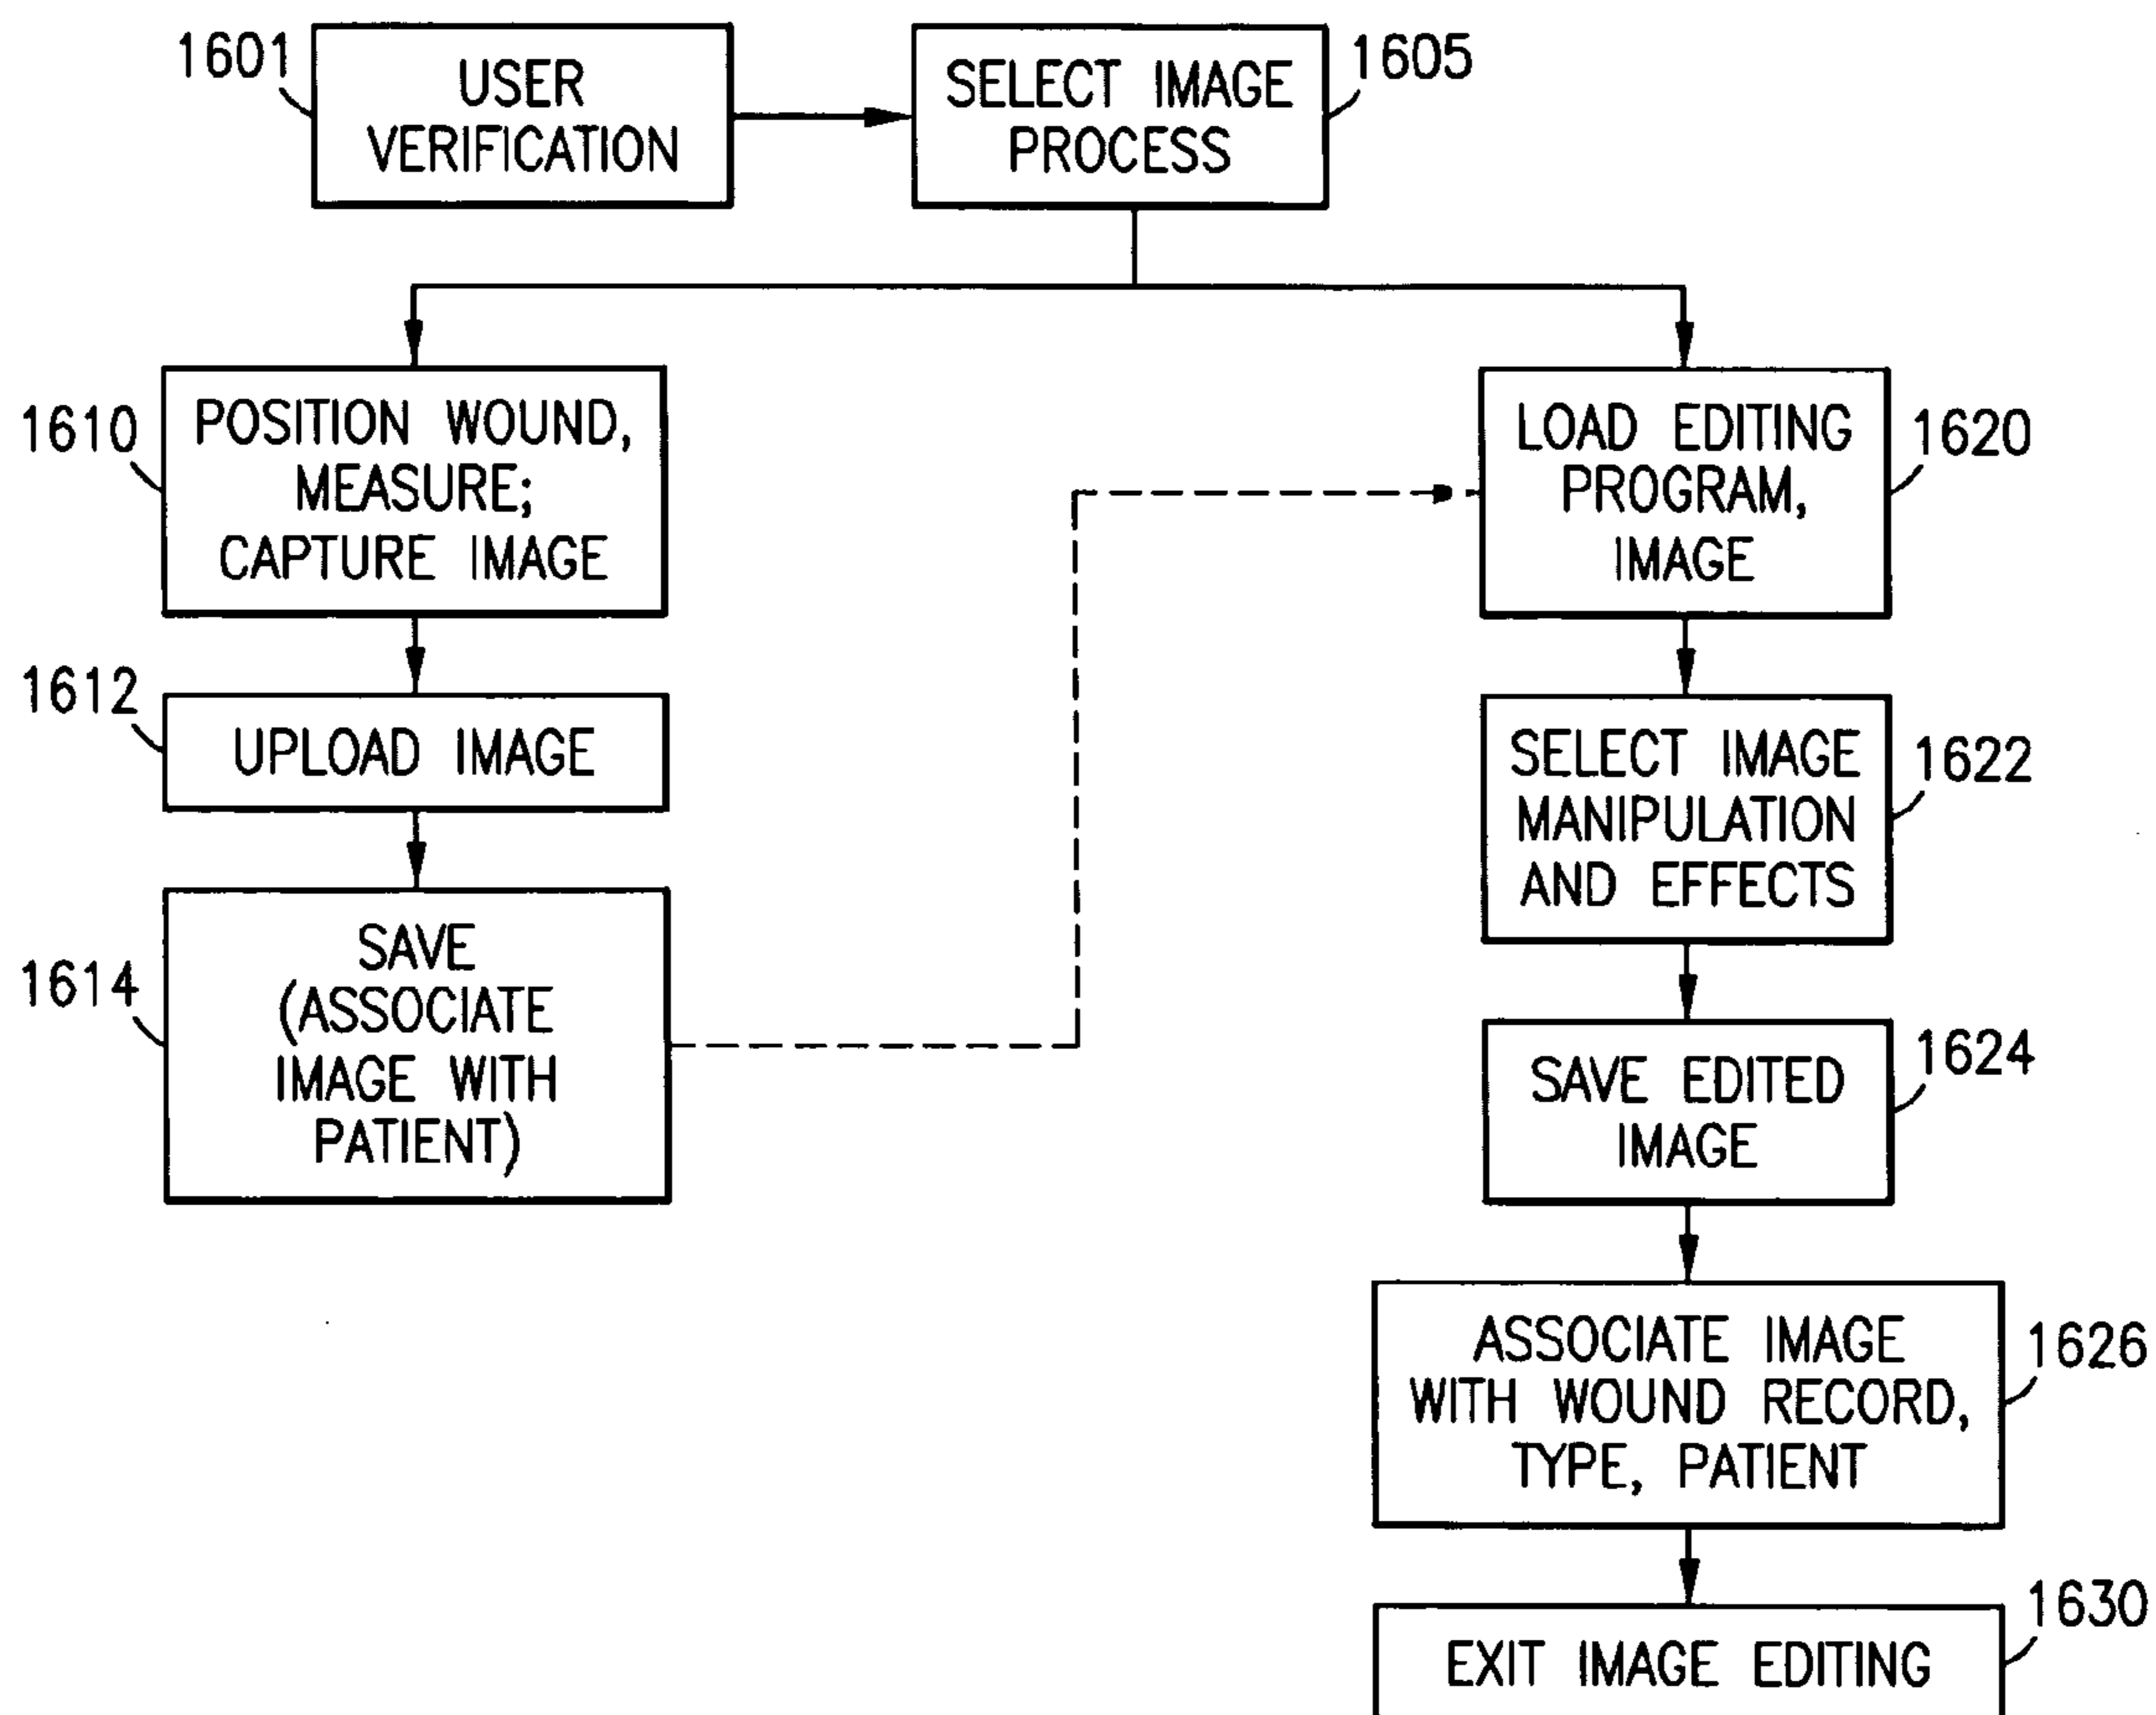 1601
USER
VERIFICATION
SELECT IMAGE
PROCESS
1605
1610
POSITION WOUND,
MEASURE;
CAPTURE IMAGE
1612
UPLOAD IMAGE
1614
SAVE
(ASSOCIATE
IMAGE WITH
PATIENT)
LOAD EDITING
PROGRAM,
IMAGE
1620
SELECT IMAGE
MANIPULATION
AND EFFECTS
1622
SAVE EDITED
IMAGE
1624
ASSOCIATE IMAGE
WITH WOUND RECORD,
TYPE, PATIENT
1626
EXIT IMAGE EDITING
1630